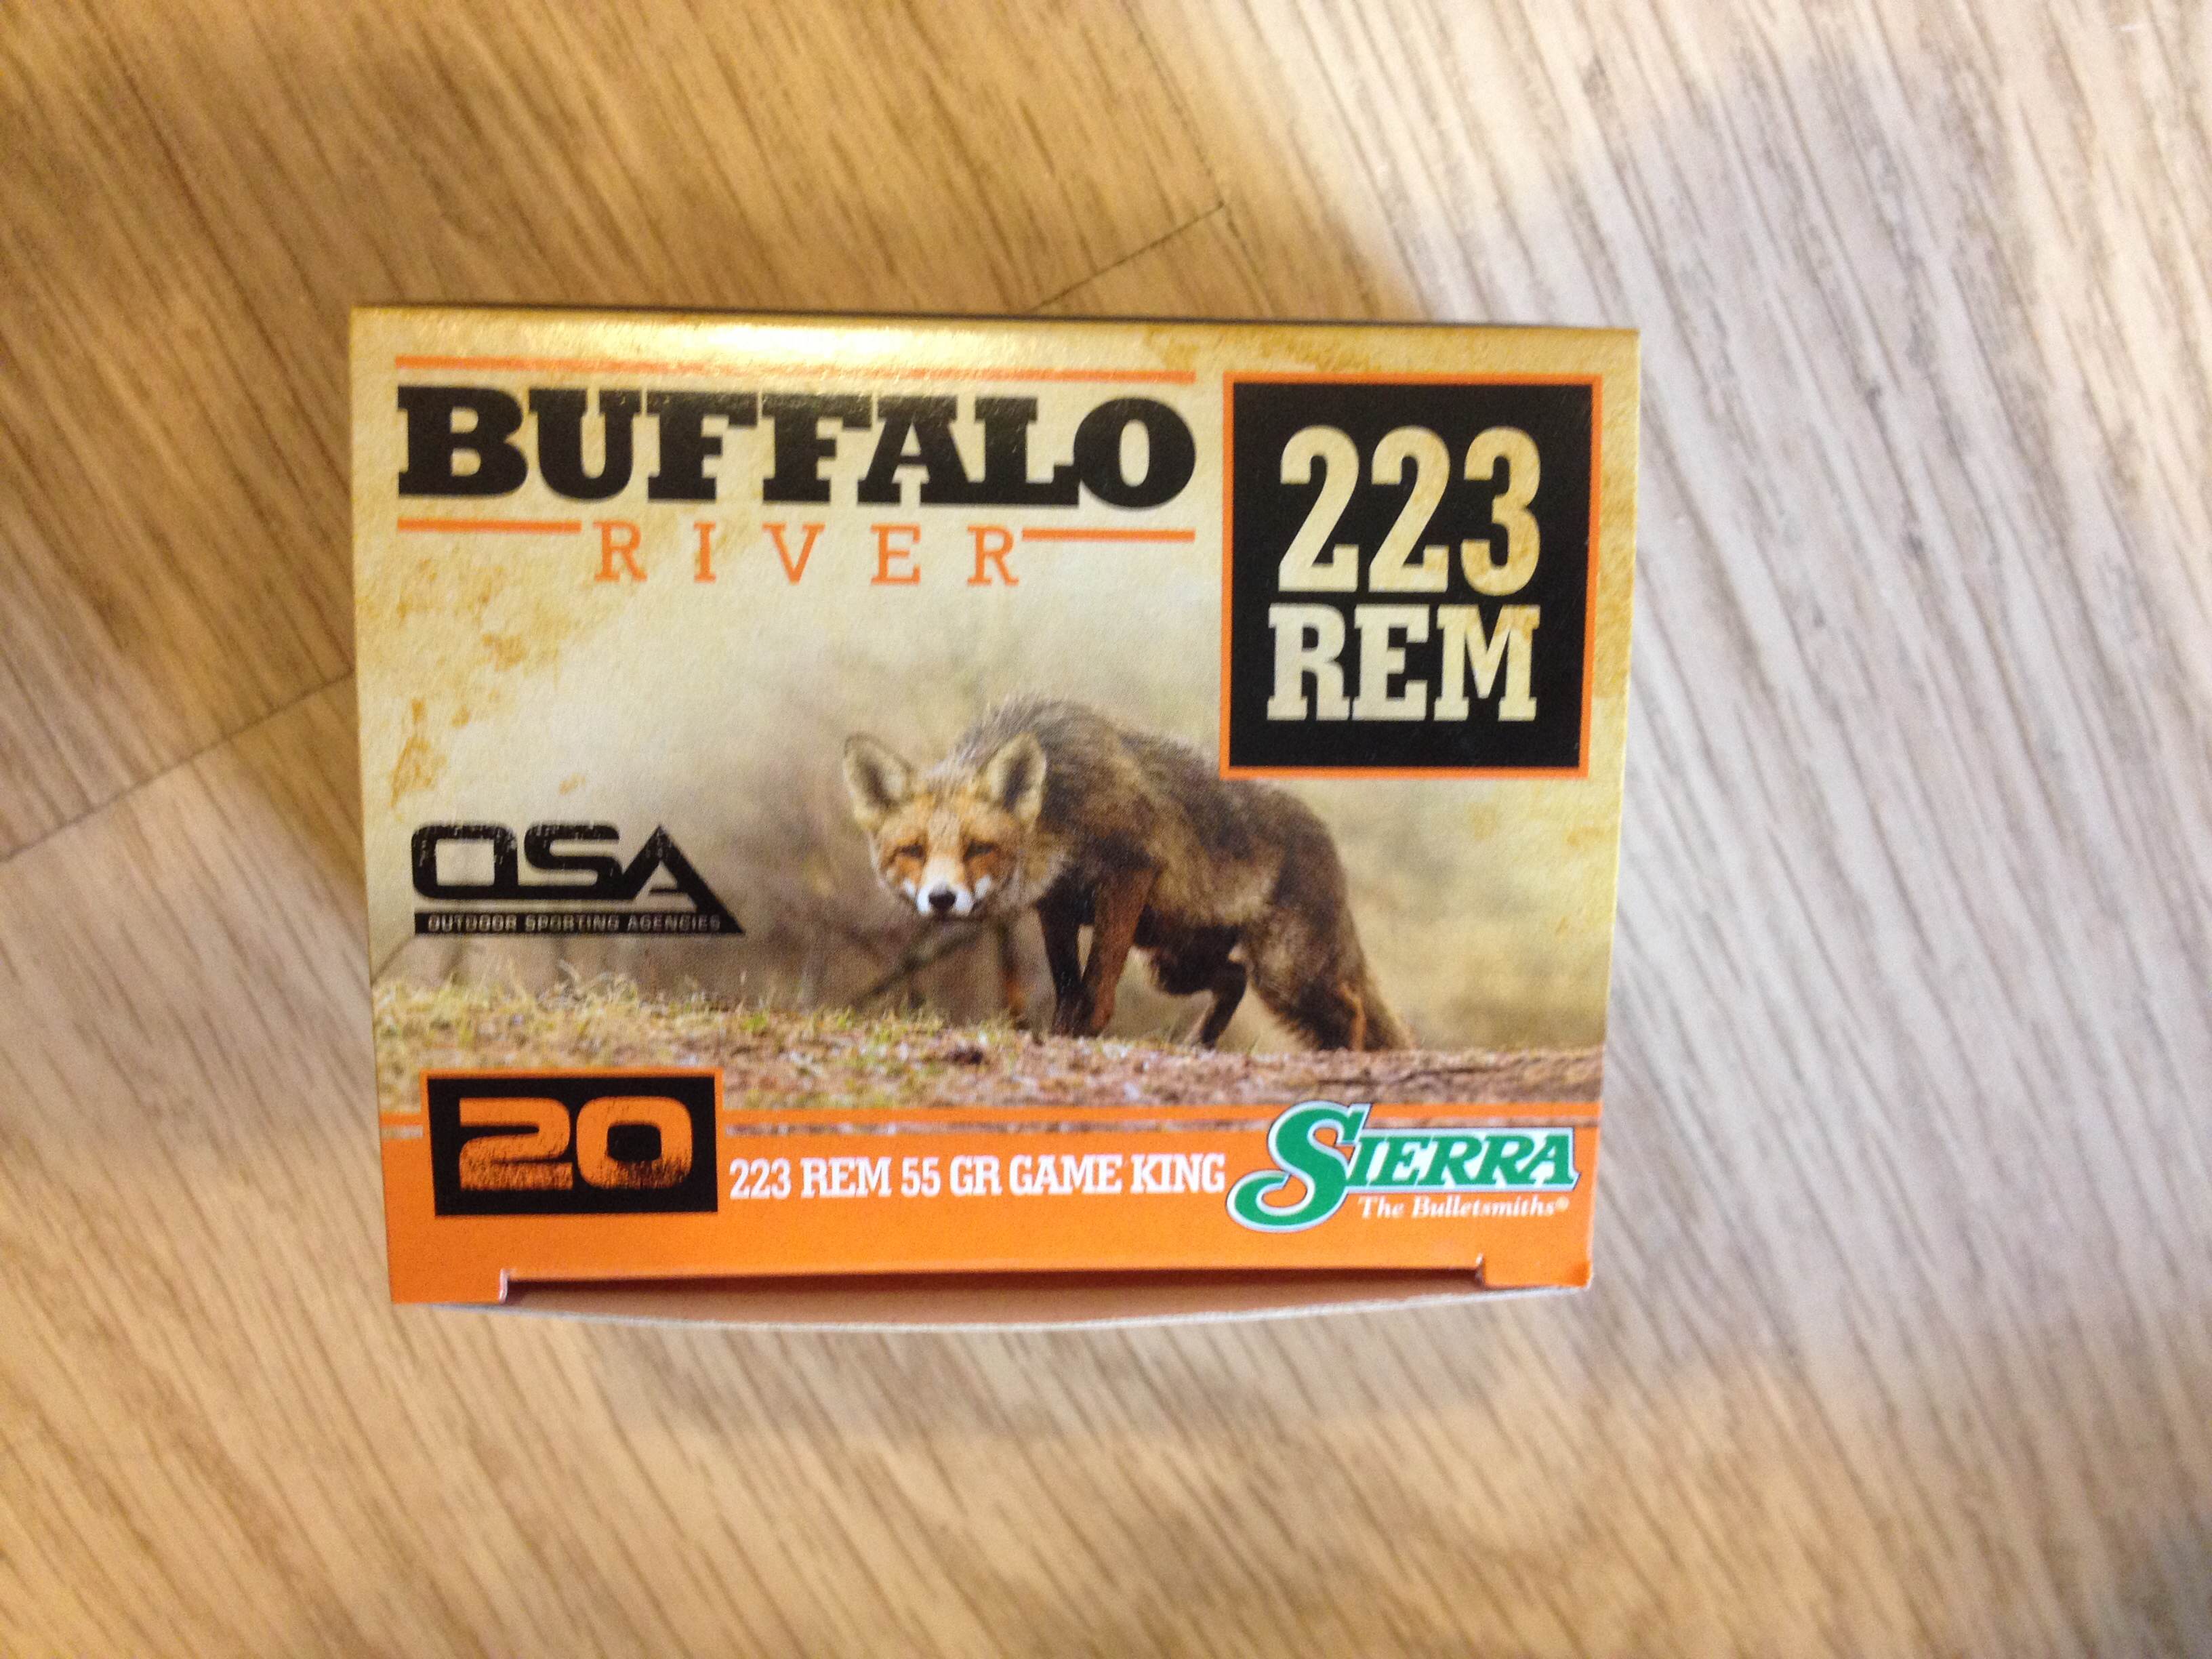 BUFFALO
RIVER
223
REM
OSA
OUTDOOR SPORTING AGENCIES
20
223 REM 55 GR GAME KING
SIERRA
The Bulletsmiths®